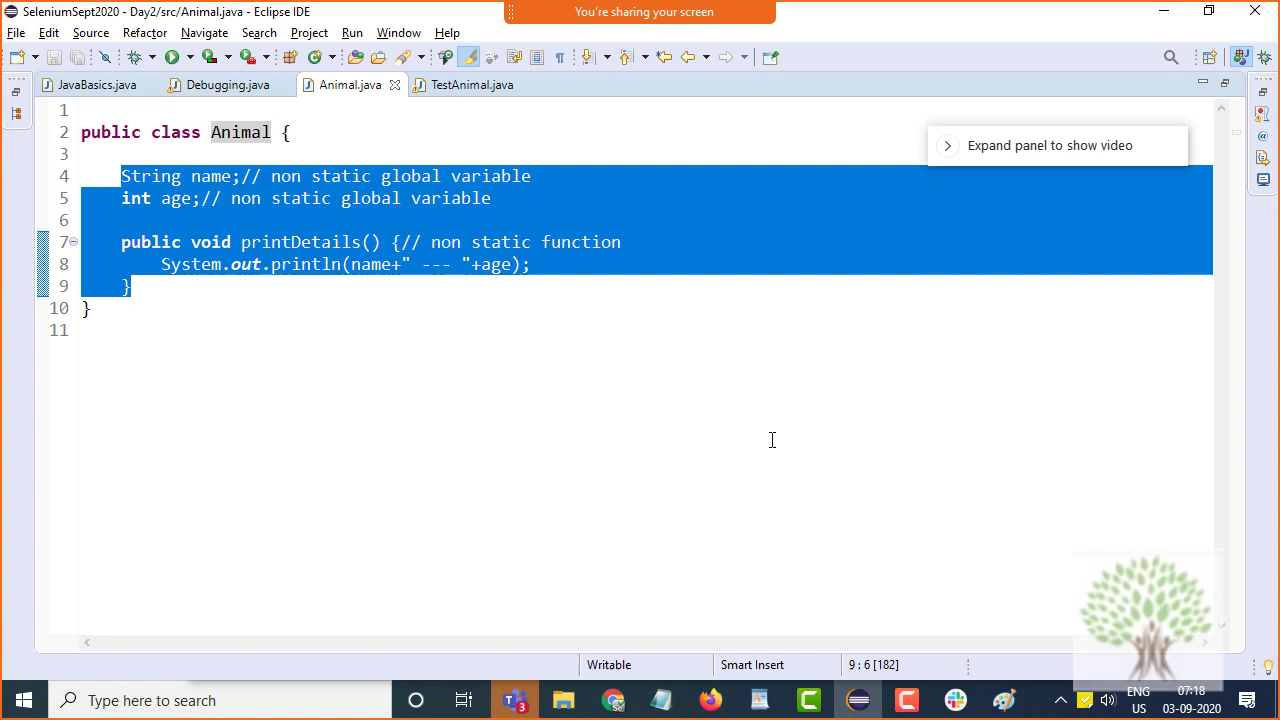 SeleniumSept2020 - Day2/src/Animal.java - Eclipse IDE
You're sharing your screen
File Edit Source Refactor Navigate Search Project Run Window Help
JavaBasics.java Debugging.java Animal.java TestAnimal.java
1
2 public class Animal {
Expand panel to show video
3
4 String name;// non static global variable
5 int age;// non static global variable
6
7 public void printDetails() {// non static function
8 System.out.println(name+" --- "+age);
9 }
10 }
11
Writable Smart Insert 9 : 6 [182]
Type here to search
3
ENG
US
07:18
03-09-2020